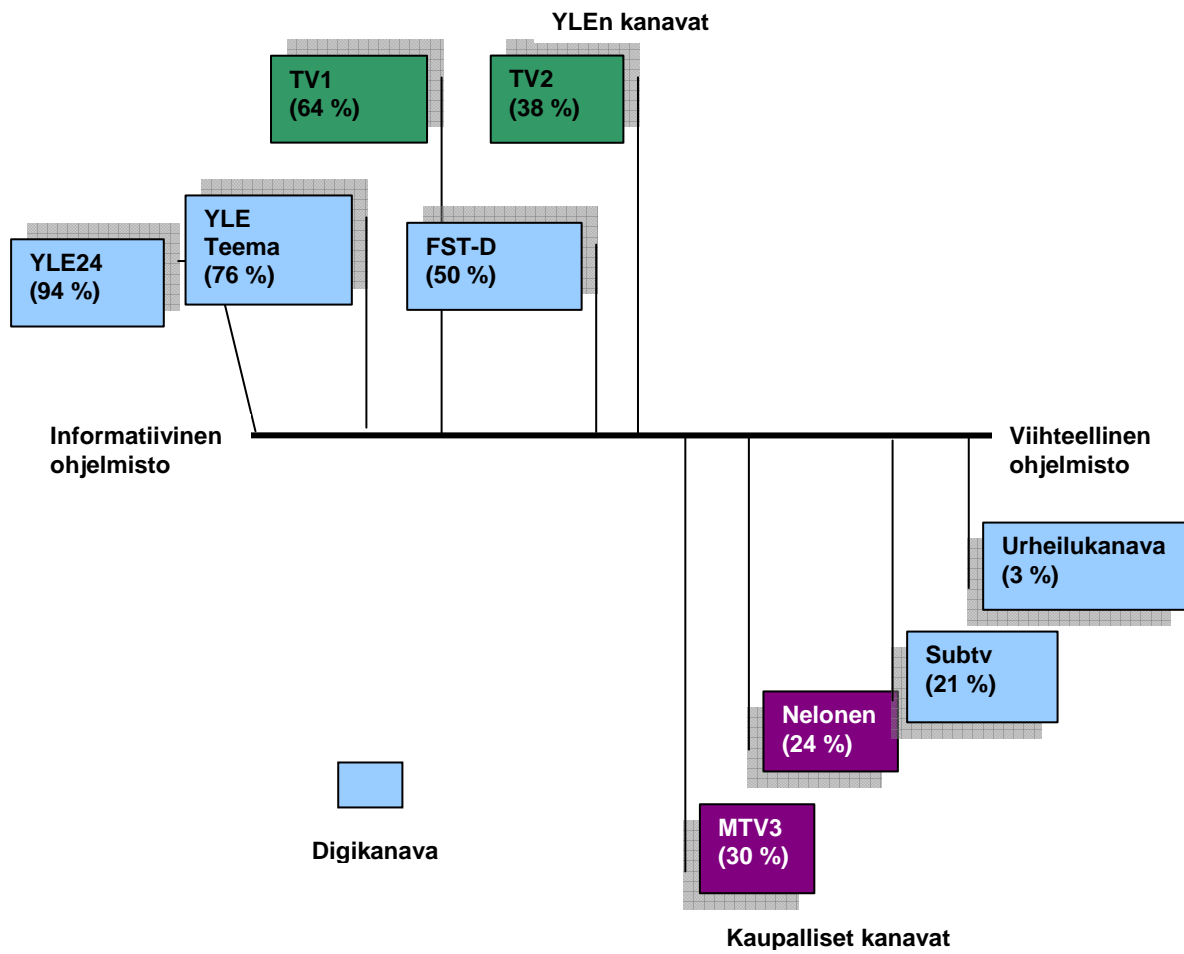 YLEn kanavat
TV1
(64 %)
TV2
(38 %)
YLE
Teema
(76 %)
FST-D
(50 %)
YLE24
(94 %)
Informatiivinen
ohjelmisto
Viihteellinen
ohjelmisto
Urheilukanava
(3 %)
Subtv
(21 %)
Nelonen
(24 %)
MTV3
(30 %)
Digikanava
Kaupalliset kanavat